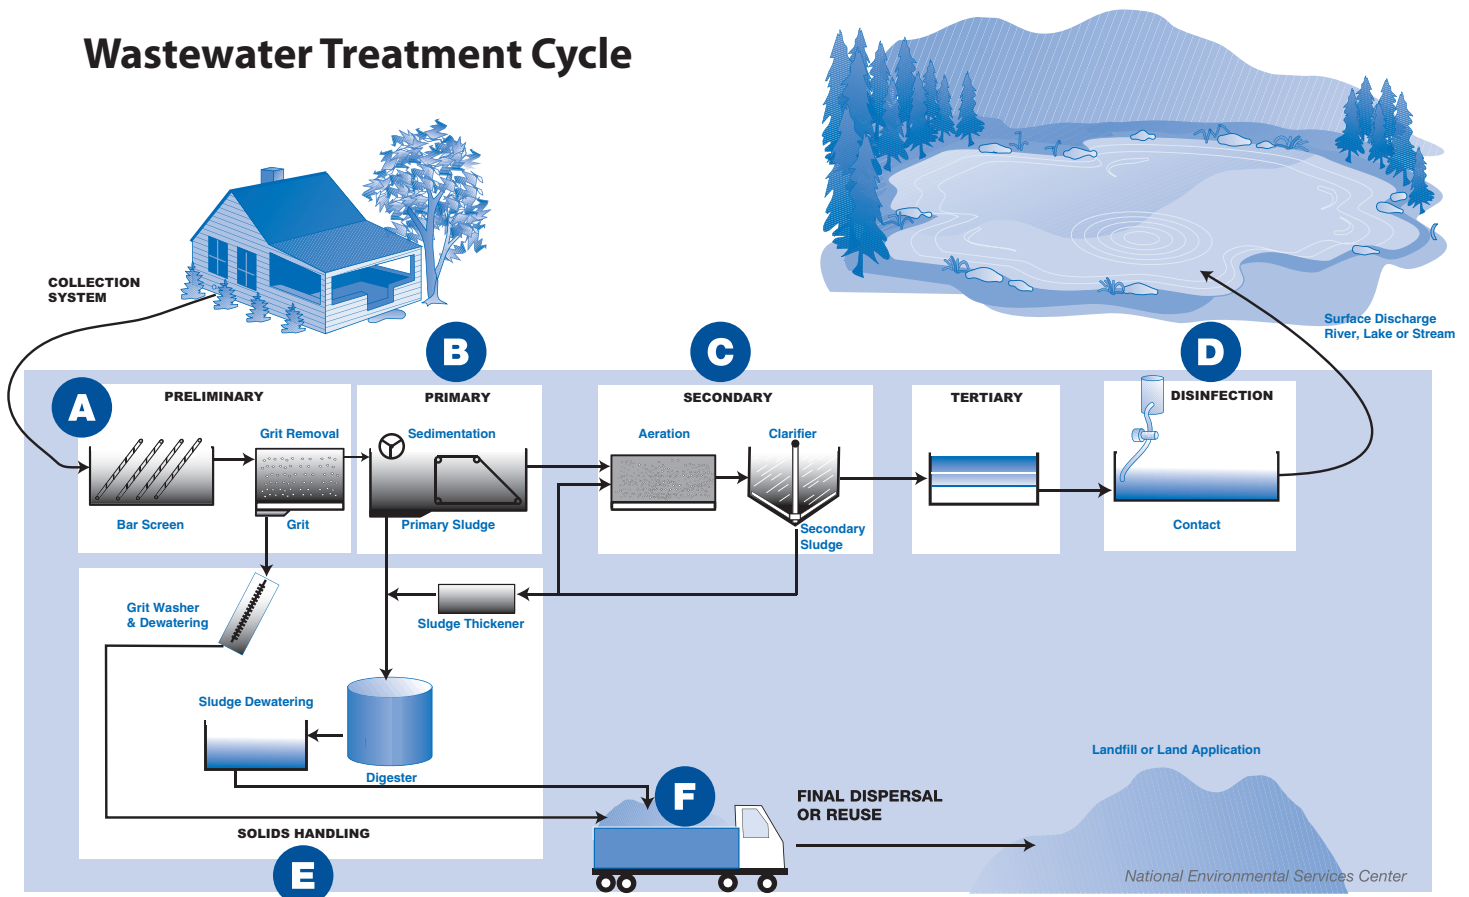 Wastewater Treatment Cycle
COLLECTION
SYSTEM
Surface Discharge
River, Lake or Stream
A
B
C
D
PRELIMINARY
PRIMARY
SECONDARY
TERTIARY
DISINFECTION
Grit Removal
Sedimentation
Aeration
Clarifier
Bar Screen
Grit
Primary Sludge
Secondary
Sludge
Contact
Grit Washer
& Dewatering
Sludge Thickener
Sludge Dewatering
Digester
SOLIDS HANDLING
E
F
FINAL DISPERSAL
OR REUSE
Landfill or Land Application
National Environmental Services Center